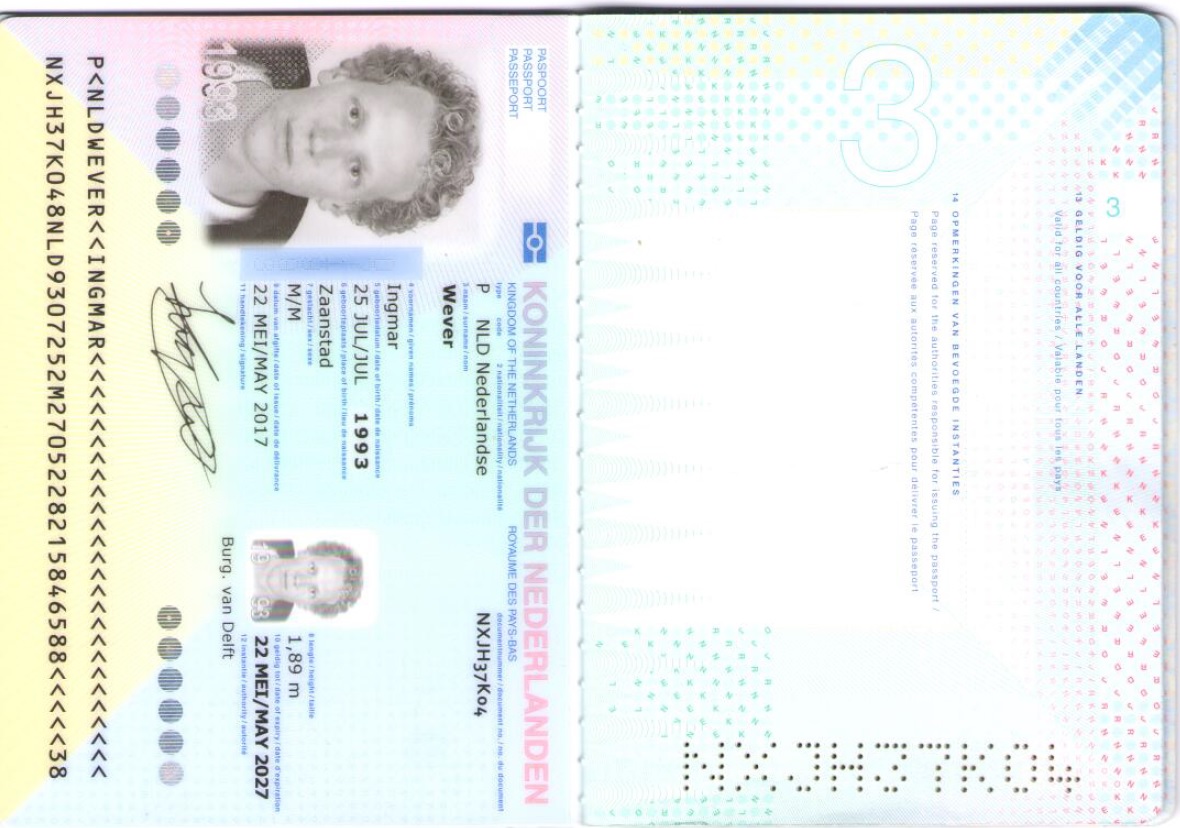 PASPOORT
PASSPORT
PASSEPORT
KONINKRIJK DER NEDERLANDEN
KINGDOM OF THE NETHERLANDS ROYAUME DES PAYS-BAS
type code 2 nationaliteit / nationality / nationalité documentnummer / document no. / no. du document
P NLD Nederlandse NXJH37K04
3 naam / surname / nom
Wever
4 voornamen / given names / prénoms
Ingmar
5 geboortedatum / date of birth / date de naissance
25 JUL/JUL 1993
6 geboorteplaats / place of birth / lieu de naissance
Zaanstad
7 geslacht / sex / sexe 8 lengte / height / taille
M/M 1,89 m
9 datum van afgifte / date of issue / date de délivrance 10 geldig tot / date of expiry / date d'expiration
22 MEI/MAY 2017 22 MEI/MAY 2027
11 handtekening / signature 12 instantie / authority / autorité
Burg. van Delft
1993
P<NLDWEVER<<INGMAR<<<<<<<<<<<<<<<<<<<<<<<<<<
NXJH37K048NLD9307252M2705228215846588<<<<<38
3
3
13 GELDIG VOOR ALLE LANDEN
Valid for all countries / Valable pour tous les pays
14 OPMERKINGEN VAN BEVOEGDE INSTANTIES
Page reserved for the authorities responsible for issuing the passport /
Page réservée aux autorités compétentes pour délivrer le passeport
NXJH37K04